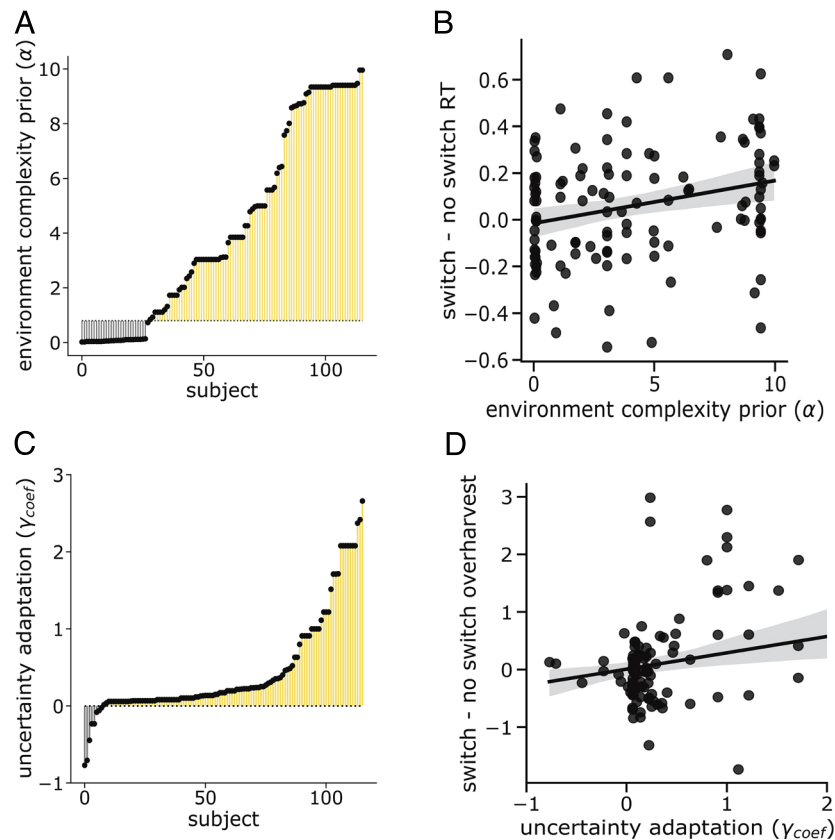 A
environment complexity prior (α)
10
8
6
4
2
0
0 50 100
subject
B
switch - no switch RT
0.6
0.4
0.2
0.0
−0.2
−0.4
−0.6
0 5 10
environment complexity prior (α)
C
uncertainty adaptation (γcoef)
3
2
1
0
−1
0 50 100
subject
D
switch - no switch overharvest
3
2
1
0
−1
−1 0 1 2
uncertainty adaptation (γcoef)